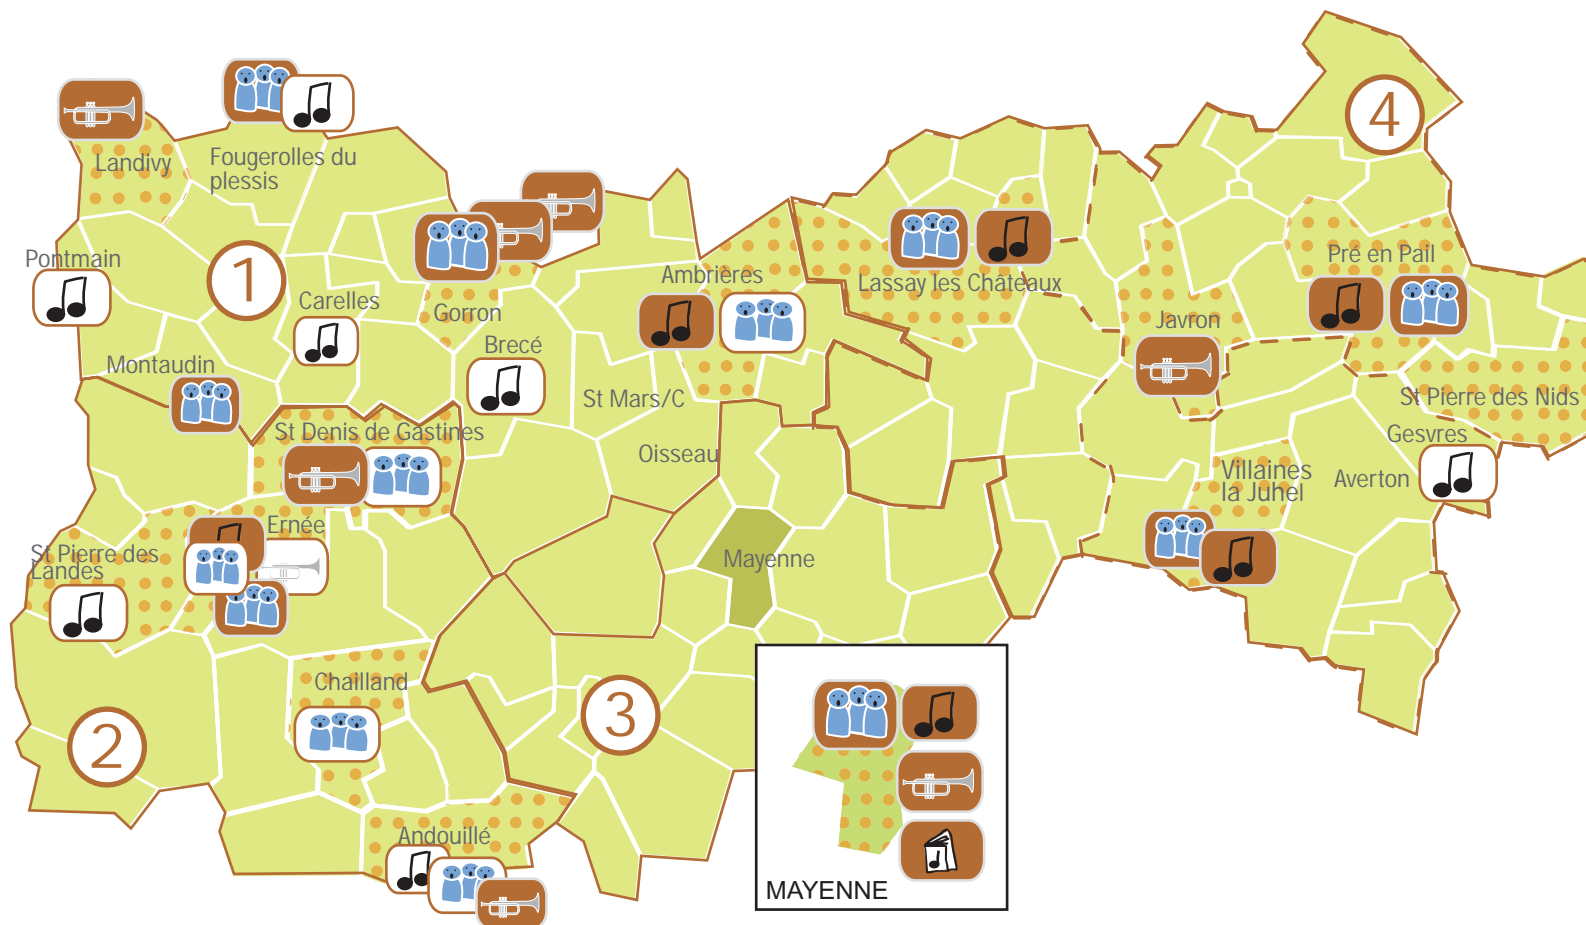 4
Landivy
Fougerolles du
plessis
Pontmain
1
Carelles
Gorron
Ambrières
Lassay les Châteaux
Pré en Pail
Javron
Brecé
Montaudin
St Mars/C
St Pierre des Nids
St Denis de Gastines
Gesvres
Oisseau
Villaines
la Juhel
Averton
Ernée
St Pierre des
Landes
Mayenne
Chailland
3
2
Andouillé
MAYENNE